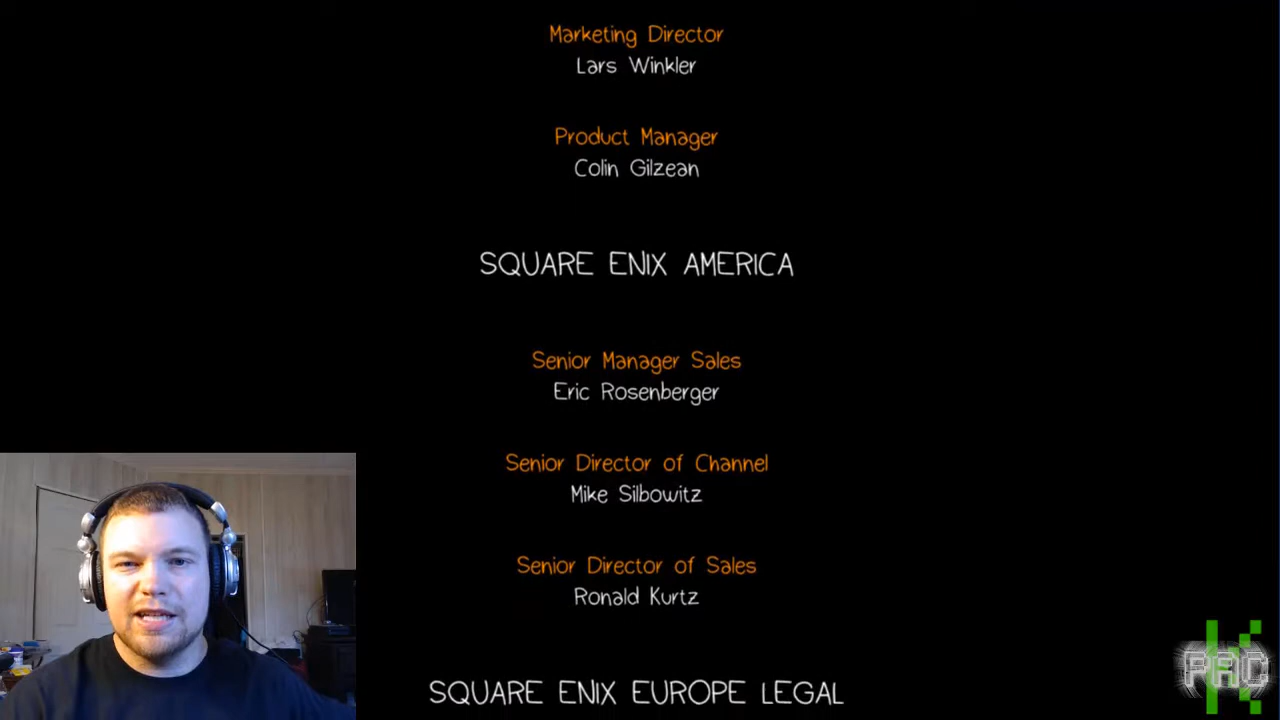 Marketing Director
Lars Winkler
Product Manager
Colin Gilzean
SQUARE ENIX AMERICA
Senior Manager Sales
Eric Rosenberger
Senior Director of Channel
Mike Silbowitz
Senior Director of Sales
Ronald Kurtz
SQUARE ENIX EUROPE LEGAL
K
PAC